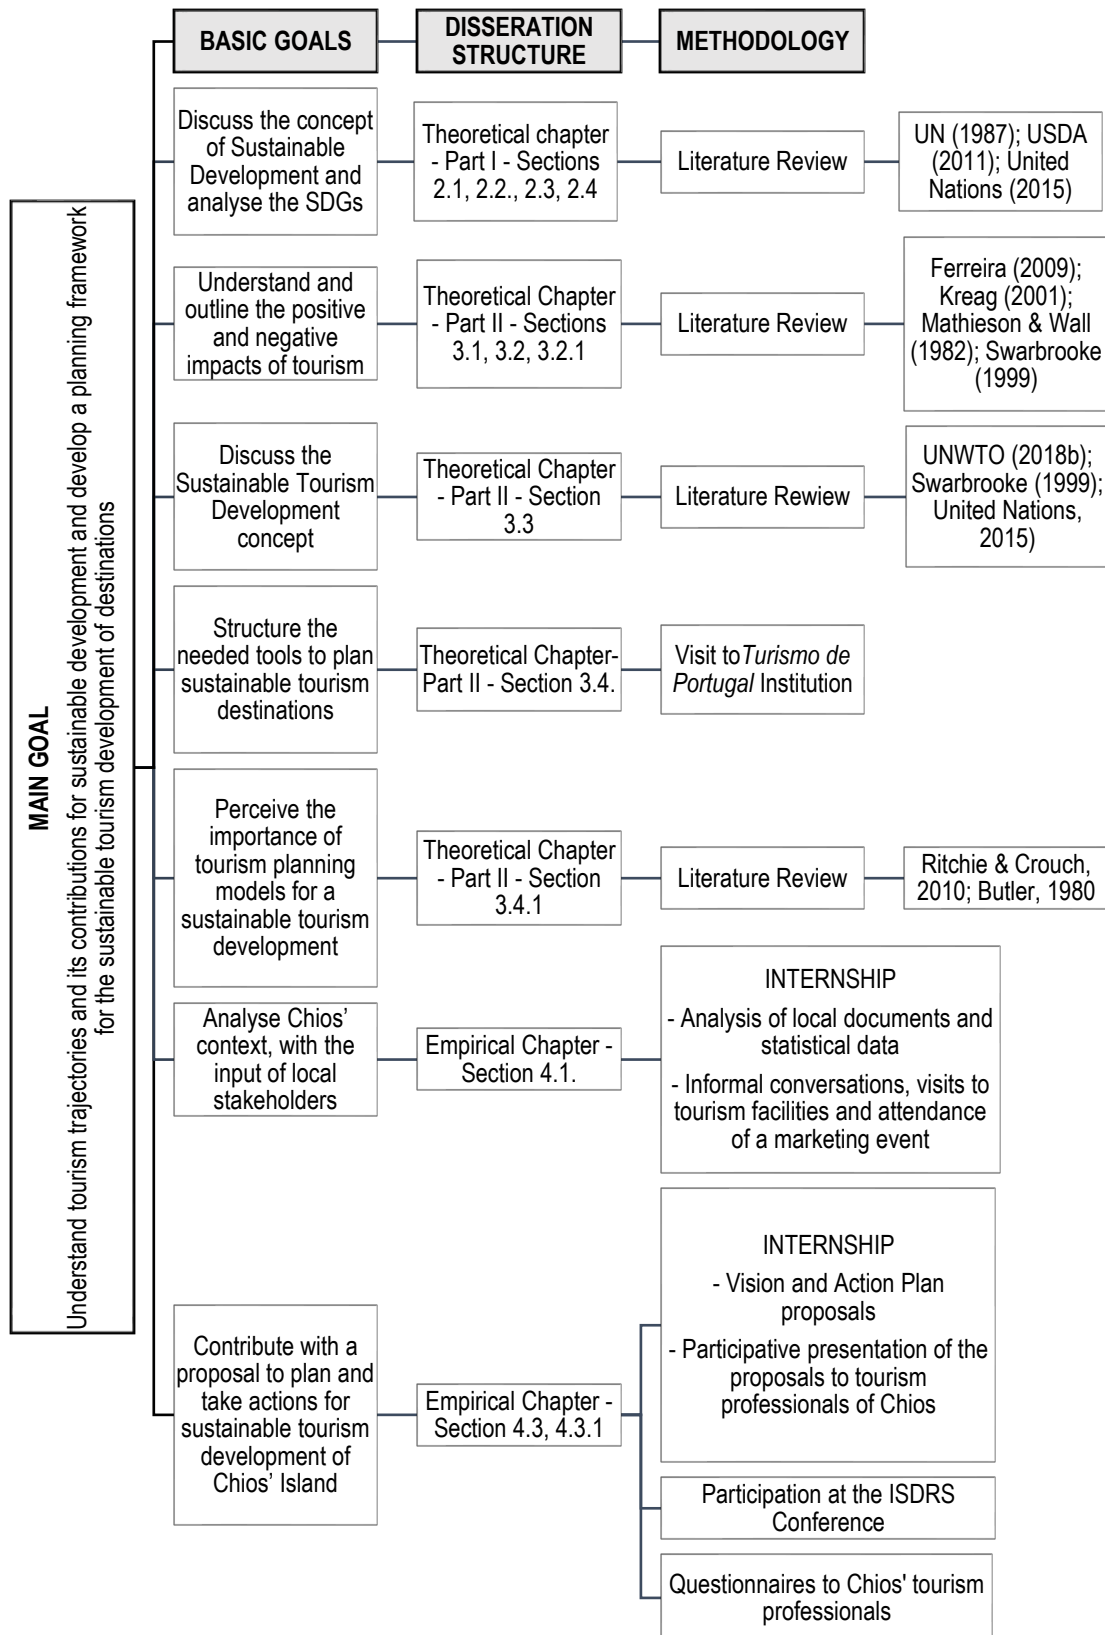 MAIN GOAL
Understand tourism trajectories and its contributions for sustainable development and develop a planning framework
for the sustainable tourism development of destinations
BASIC GOALS
DISSERATION
STRUCTURE
METHODOLOGY
Discuss the concept
of Sustainable
Development and
analyse the SDGs
Theoretical chapter
- Part I - Sections
2.1, 2.2., 2.3, 2.4
Literature Review
UN (1987); USDA
(2011); United
Nations (2015)
Understand and
outline the positive
and negative
impacts of tourism
Theoretical Chapter
- Part II - Sections
3.1, 3.2, 3.2.1
Literature Review
Ferreira (2009);
Kreag (2001);
Mathieson & Wall
(1982); Swarbrooke
(1999)
Discuss the
Sustainable Tourism
Development
concept
Theoretical Chapter
- Part II - Section
3.3
Literature Rewiew
UNWTO (2018b);
Swarbrooke (1999);
United Nations,
2015)
Structure the
needed tools to plan
sustainable tourism
destinations
Theoretical Chapter-
Part II - Section 3.4.
Visit to Turismo de
Portugal Institution
Perceive the
importance of
tourism planning
models for a
sustainable tourism
development
Theoretical Chapter
- Part II - Section
3.4.1
Literature Review
Ritchie & Crouch,
2010; Butler, 1980
Analyse Chios'
context, with the
input of local
stakeholders
Empirical Chapter -
Section 4.1.
INTERNSHIP
- Analysis of local documents and
statistical data
- Informal conversations, visits to
tourism facilities and attendance
of a marketing event
Contribute with a
proposal to plan and
take actions for
sustainable tourism
development of
Chios' Island
Empirical Chapter -
Section 4.3, 4.3.1
INTERNSHIP
- Vision and Action Plan
proposals
- Participative presentation of the
proposals to tourism
professionals of Chios
Participation at the ISDRS
Conference
Questionnaires to Chios' tourism
professionals